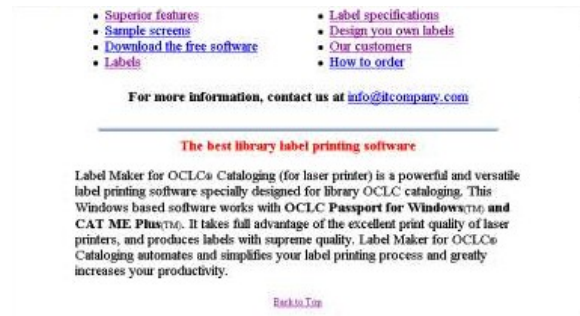 Superior features
Sample screens
Download the free software
Labels
Label specifications
Design you own labels
Our customers
How to order
For more information, contact us at info@itcompany.com
The best library label printing software
Label Maker for OCLC® Cataloging (for laser printer) is a powerful and versatile
label printing software specially designed for library OCLC cataloging. This
Windows based software works with OCLC Passport for Windows(TM) and
CAT ME Plus(TM). It takes full advantage of the excellent print quality of laser
printers, and produces labels with supreme quality. Label Maker for OCLC®
Cataloging automates and simplifies your label printing process and greatly
increases your productivity.
Back to Top